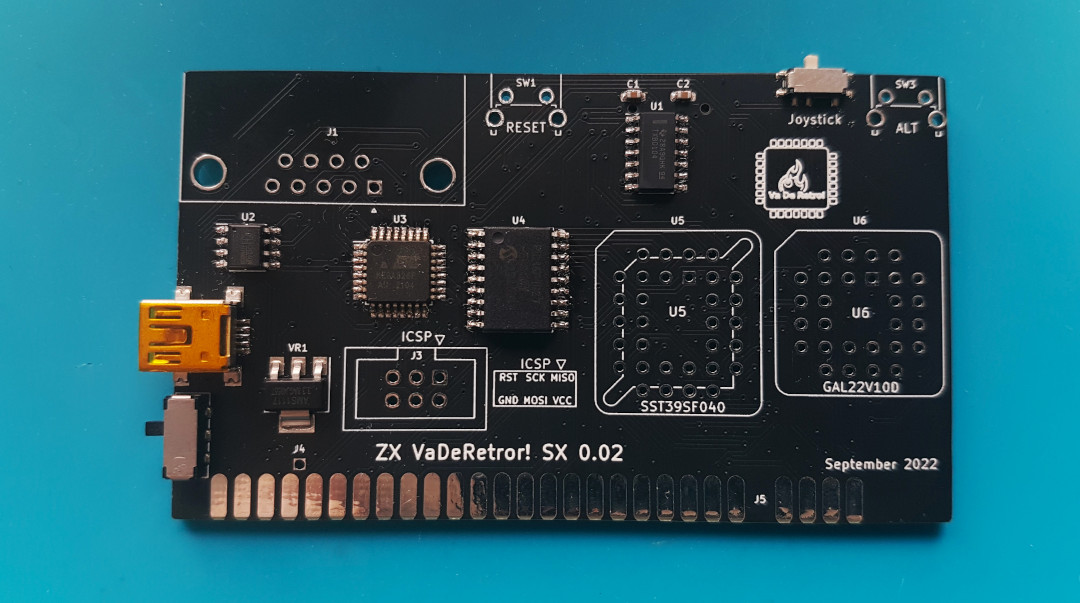 SW1
RESET
C1
C2
U1
Joystick
SW3
ALT
J1
Va De Retro!
U2
U3
U4
U5
U6
U5
U6
ICSP
J3
ICSP
RST SCK MISO
GND MOSI VCC
VR1
SST39SF040
GAL22V10D
J4
ZX VaDeRetror! SX 0.02
September 2022
J5